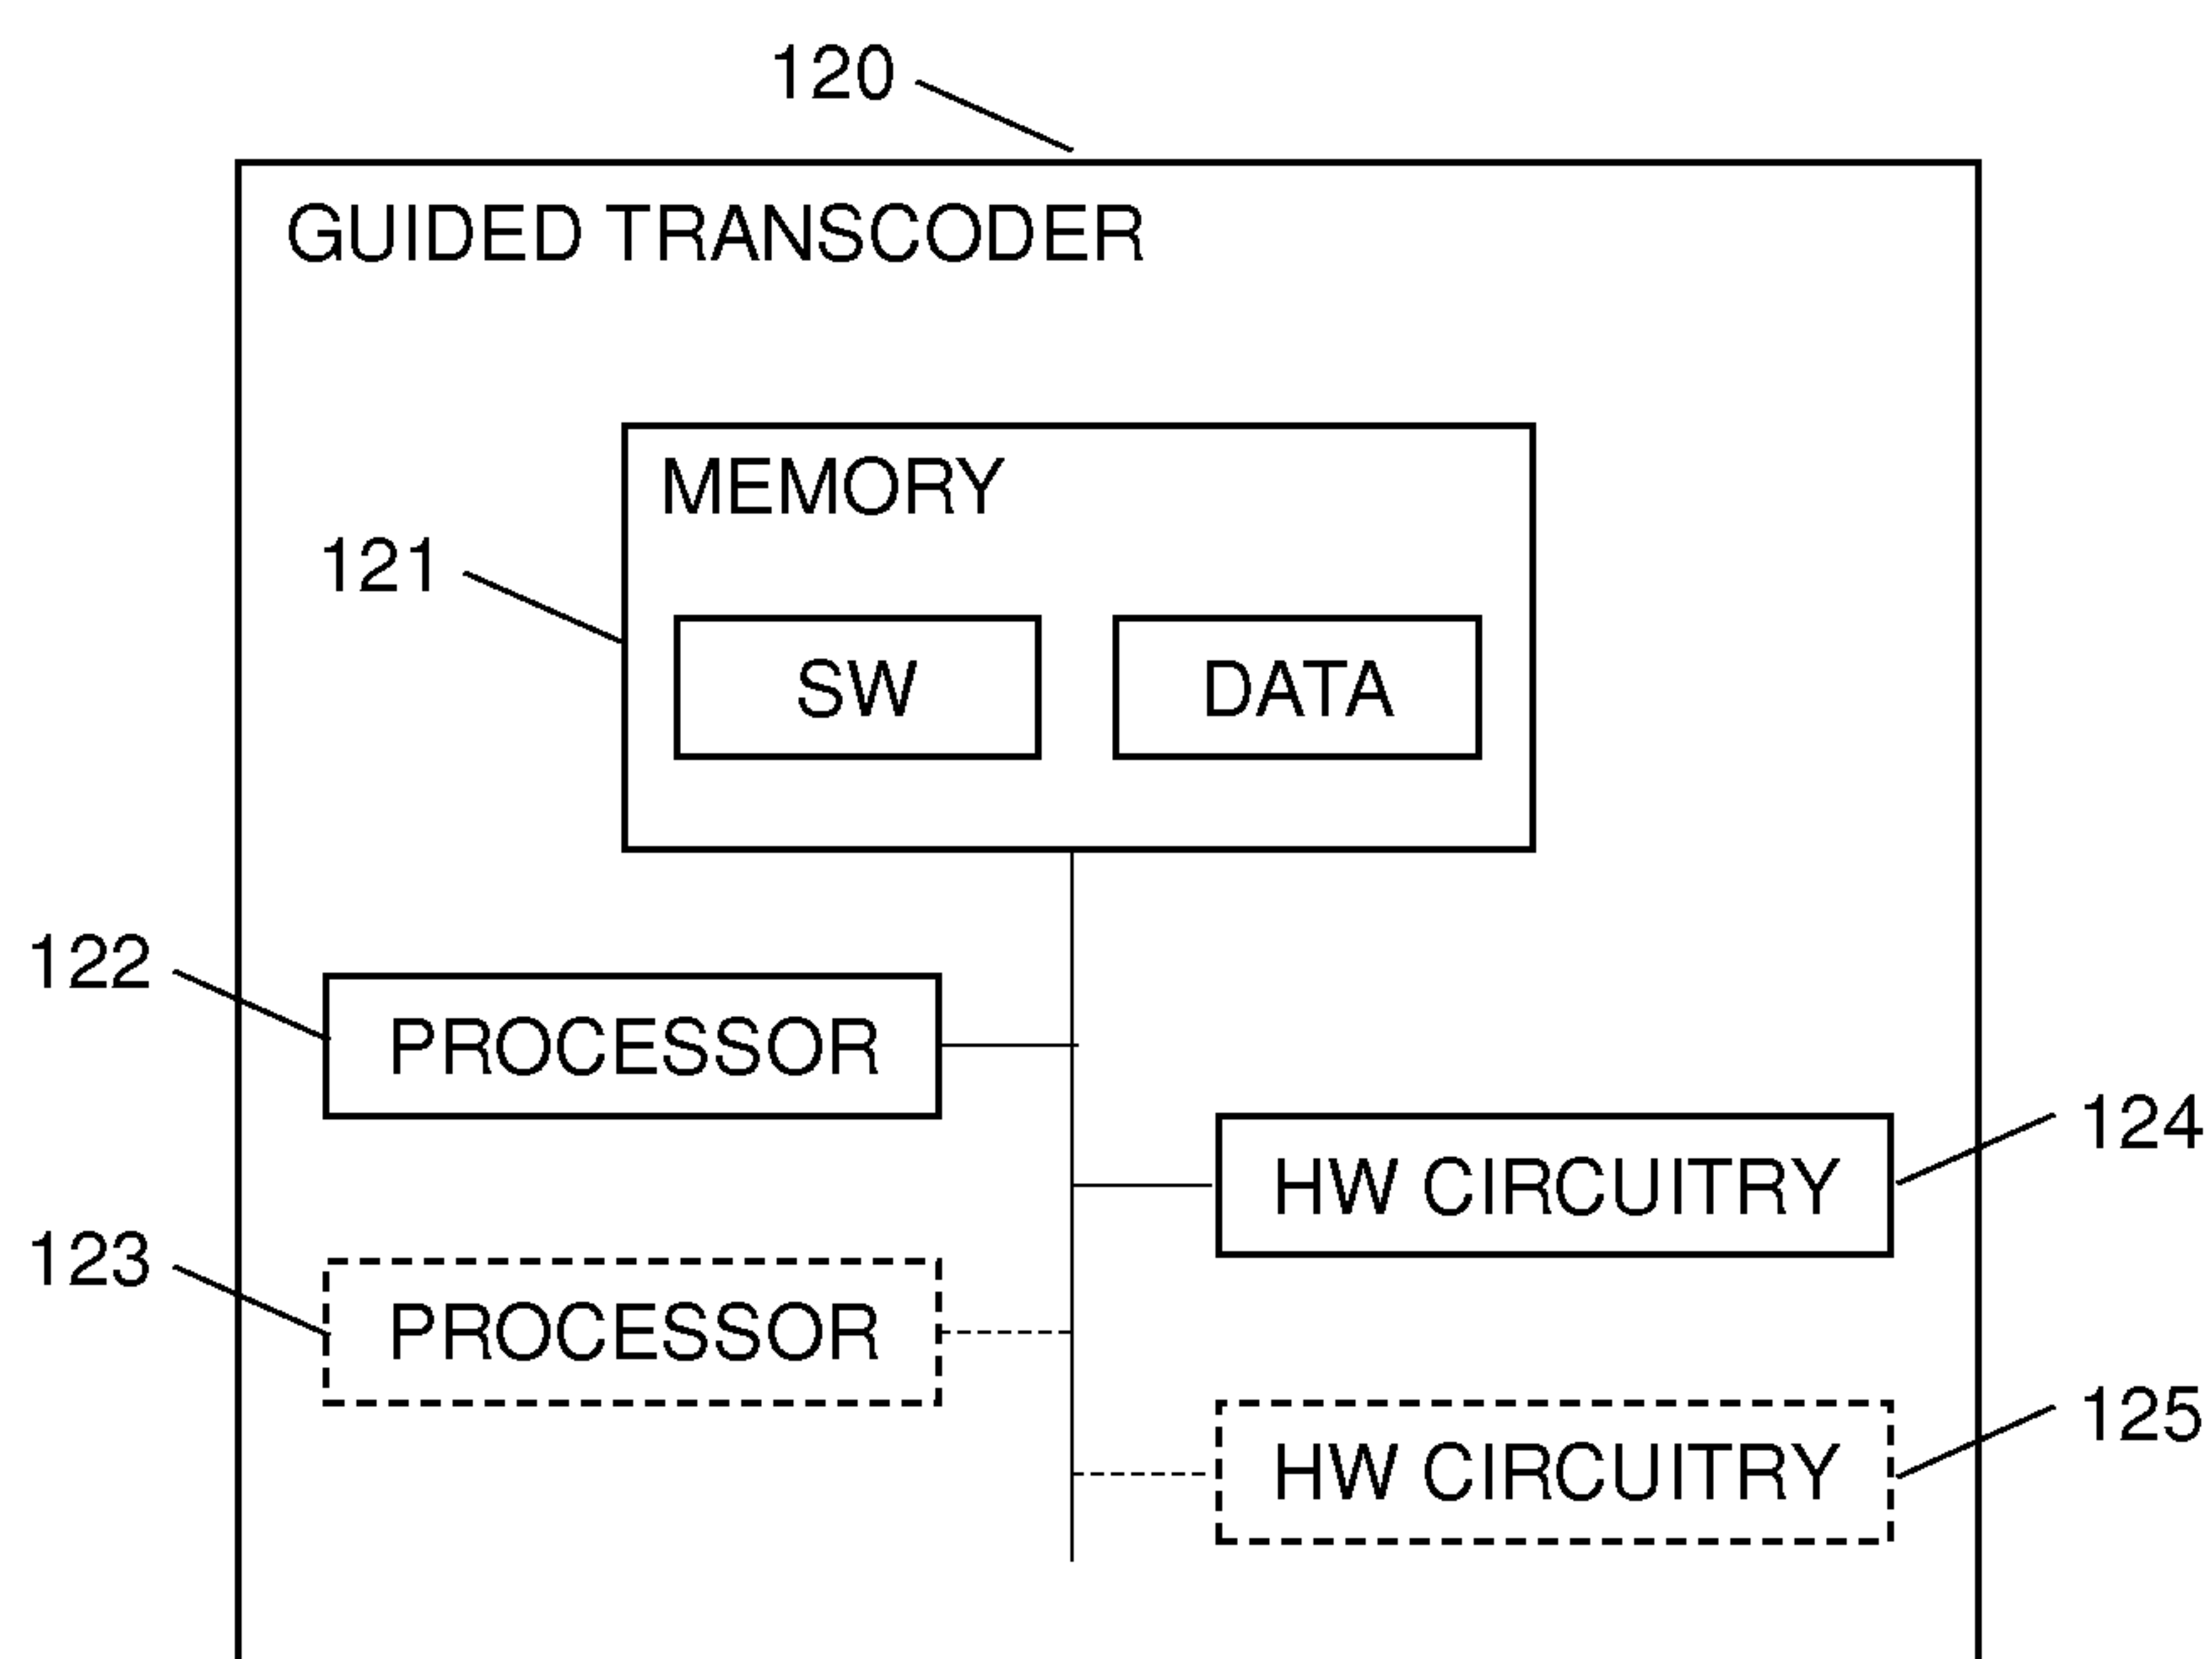 120
GUIDED TRANSCODER
MEMORY
121
SW
DATA
122
PROCESSOR
124
HW CIRCUITRY
123
PROCESSOR
125
HW CIRCUITRY